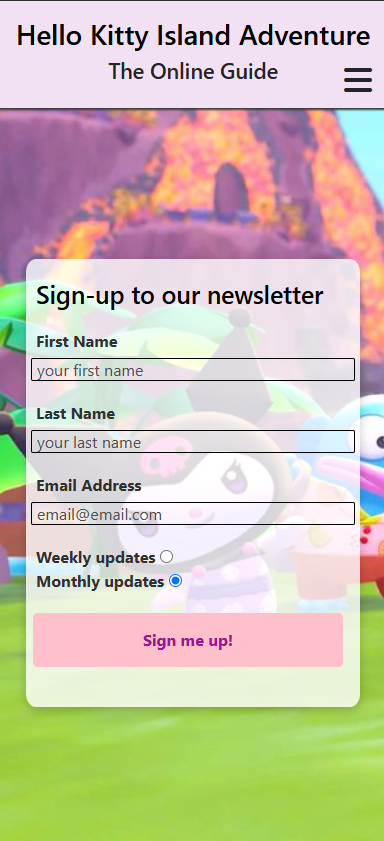 Hello Kitty Island Adventure
The Online Guide
Sign-up to our newsletter
First Name
your first name
Last Name
your last name
Email Address
email@email.com
Weekly updates
Monthly updates
Sign me up!